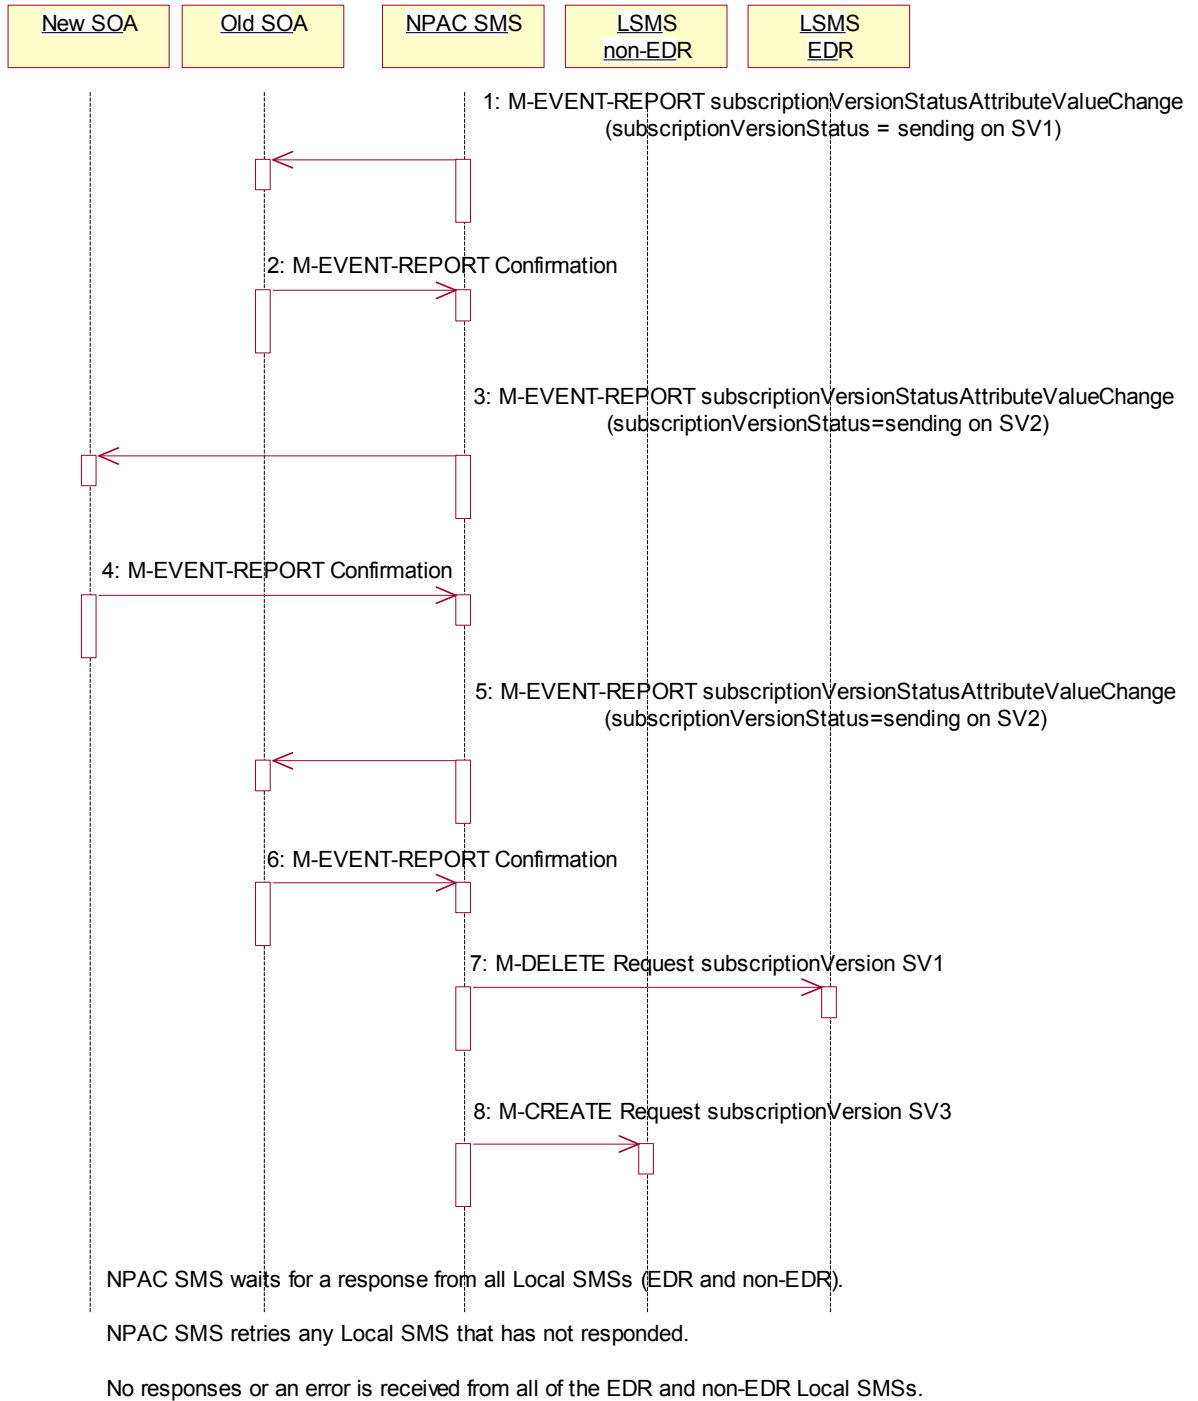 New SOA
Old SOA
NPAC SMS
LSMS
non-EDR
LSMS
EDR
1: M-EVENT-REPORT subscriptionVersionStatusAttributeValueChange
(subscriptionVersionStatus = sending on SV1)
2: M-EVENT-REPORT Confirmation
3: M-EVENT-REPORT subscriptionVersionStatusAttributeValueChange
(subscriptionVersionStatus=sending on SV2)
4: M-EVENT-REPORT Confirmation
5: M-EVENT-REPORT subscriptionVersionStatusAttributeValueChange
(subscriptionVersionStatus=sending on SV2)
6: M-EVENT-REPORT Confirmation
7: M-DELETE Request subscriptionVersion SV1
8: M-CREATE Request subscriptionVersion SV3
NPAC SMS waits for a response from all Local SMSs (EDR and non-EDR).
NPAC SMS retries any Local SMS that has not responded.
No responses or an error is received from all of the EDR and non-EDR Local SMSs.